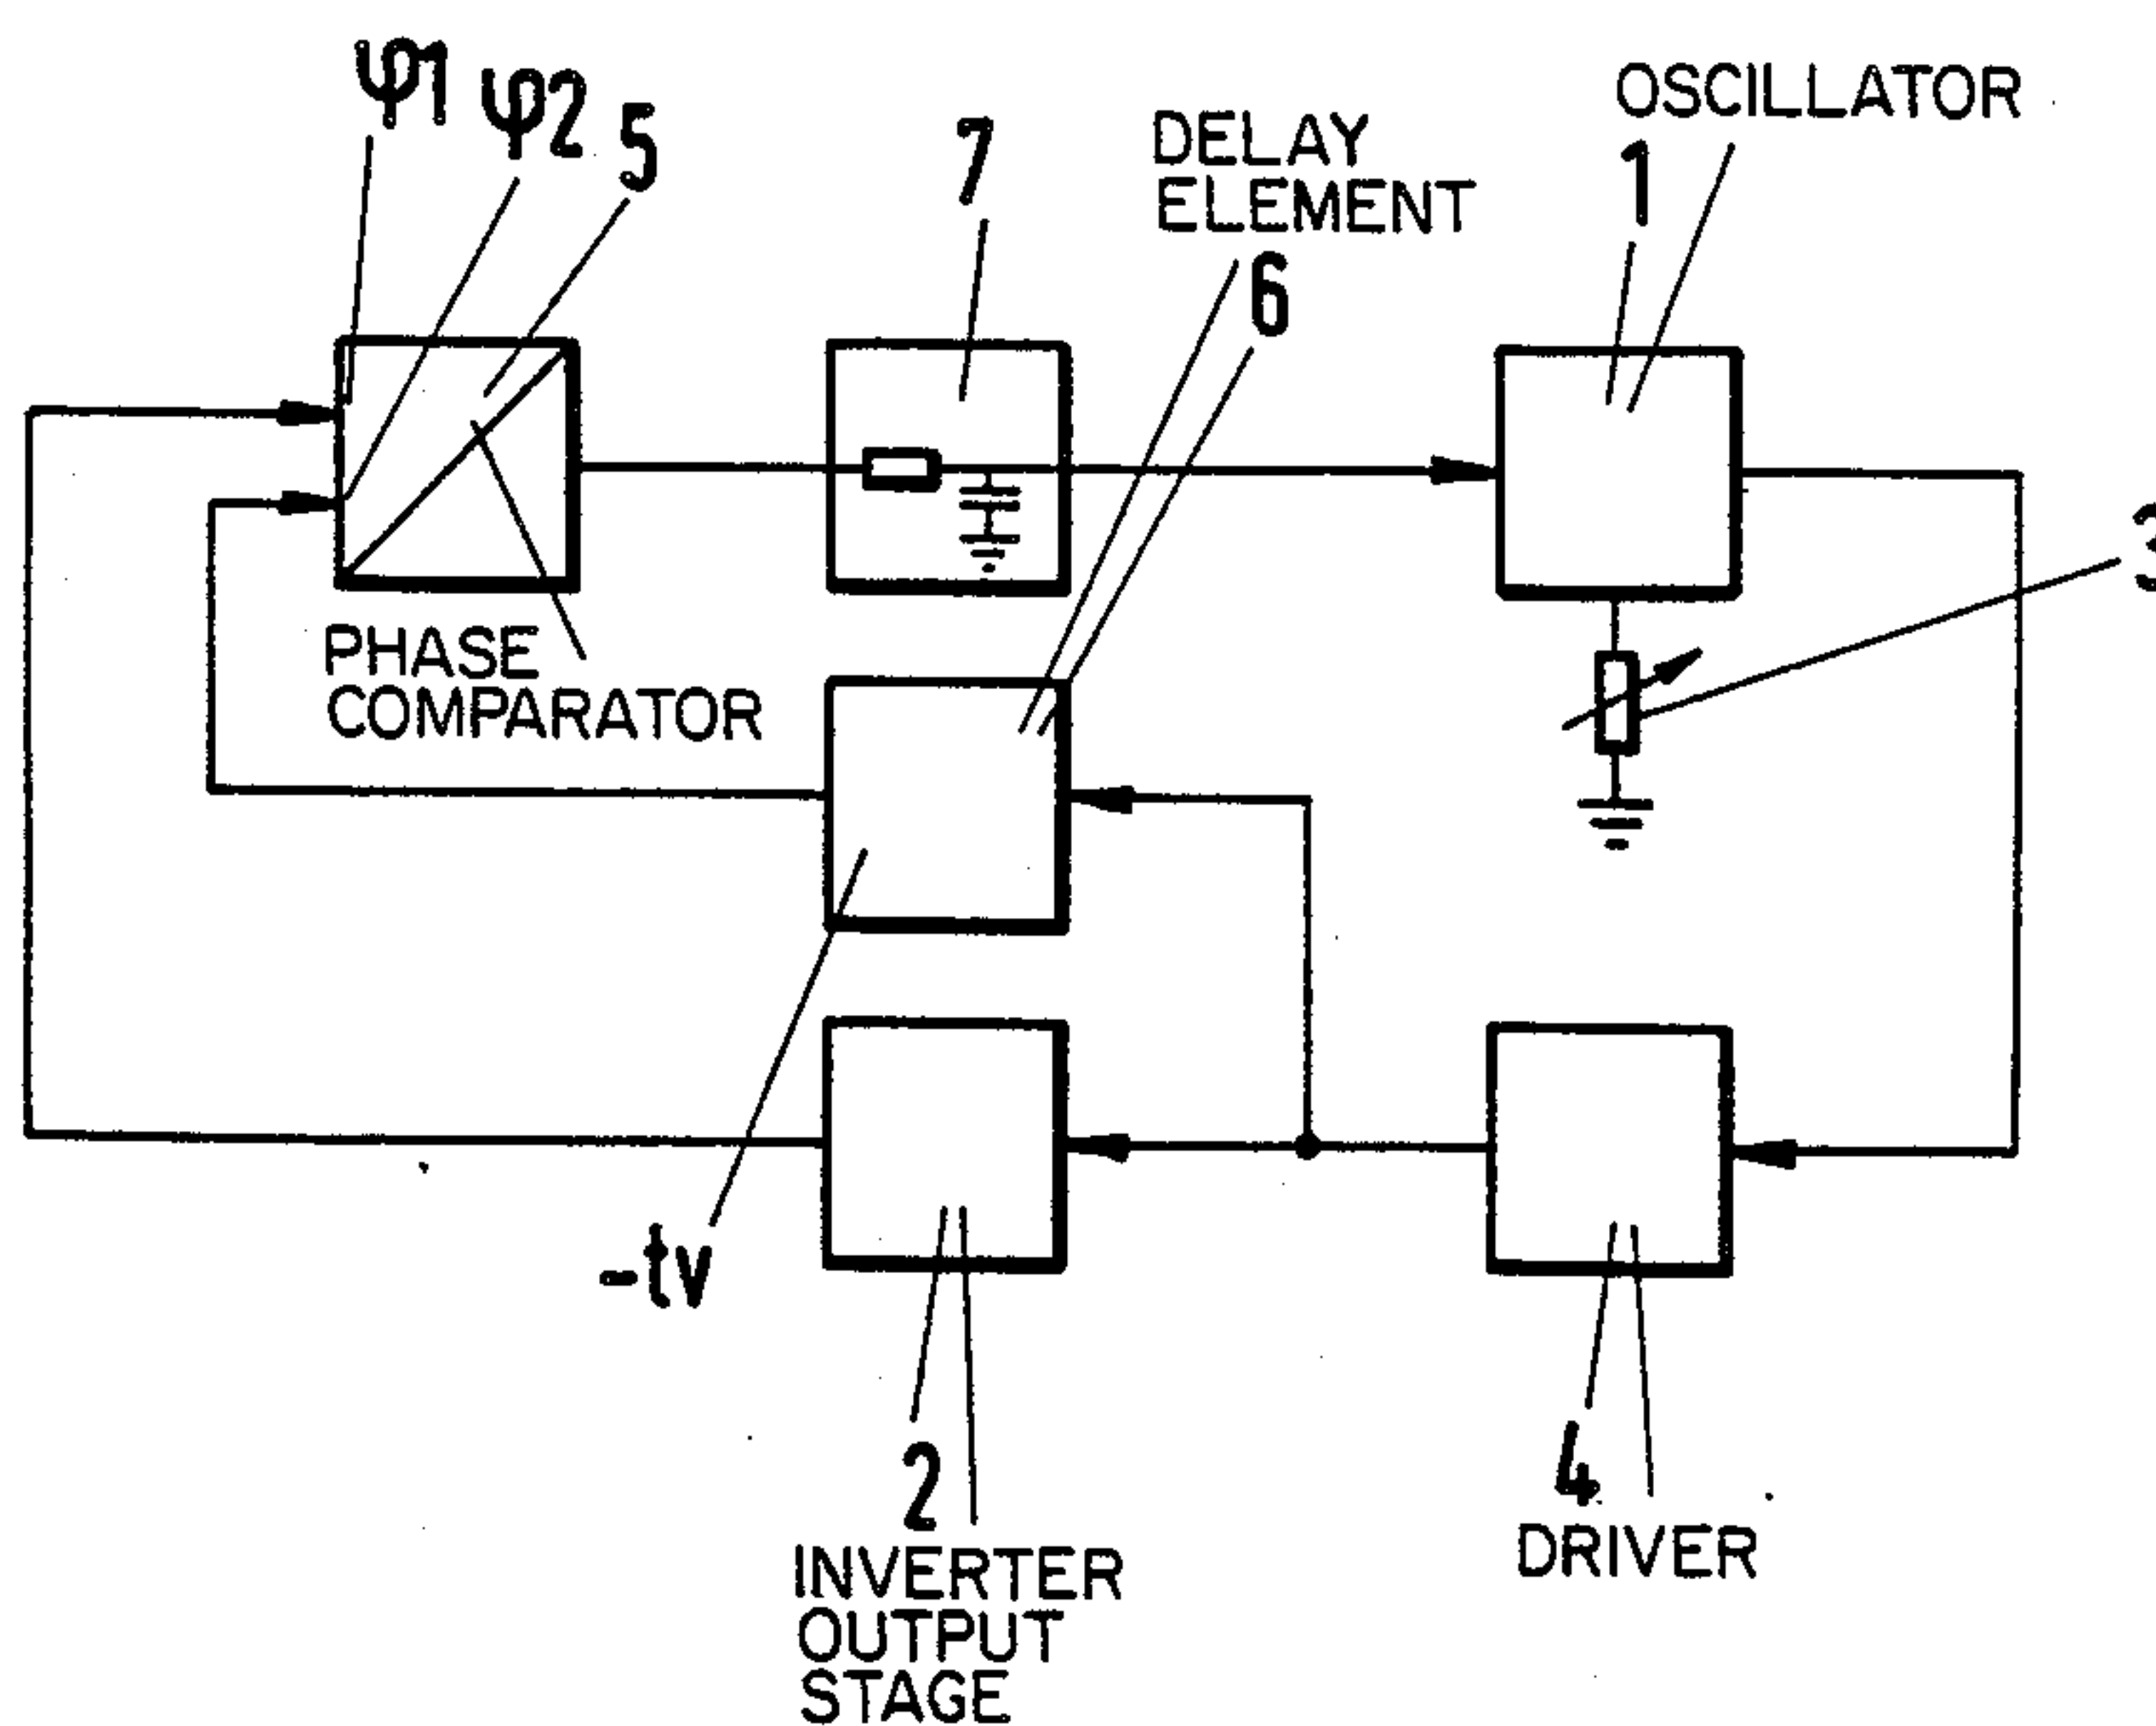 φ1
φ2
5
7
DELAY
ELEMENT
6
OSCILLATOR
1
3
PHASE
COMPARATOR
-tv
2
INVERTER
OUTPUT
STAGE
4
DRIVER